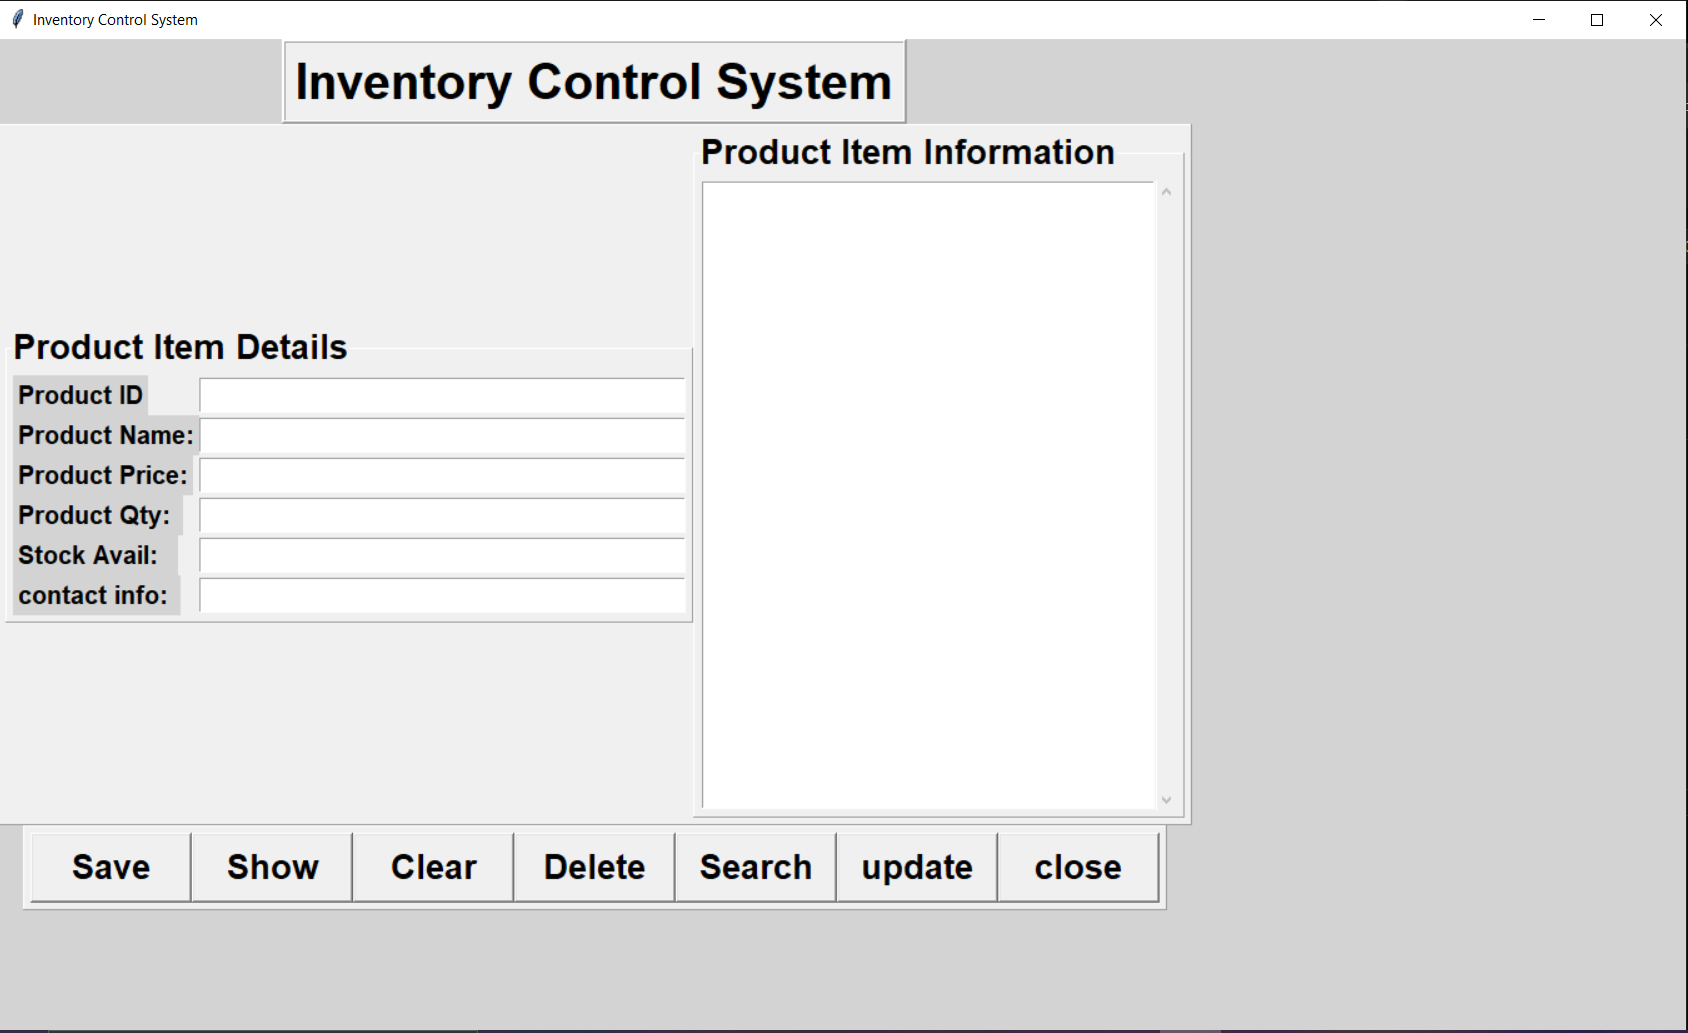 Inventory Control System
Inventory Control System
Product Item Information
Product Item Details
Product ID
Product Name:
Product Price:
Product Qty:
Stock Avail:
contact info:
Save Show Clear Delete Search update close